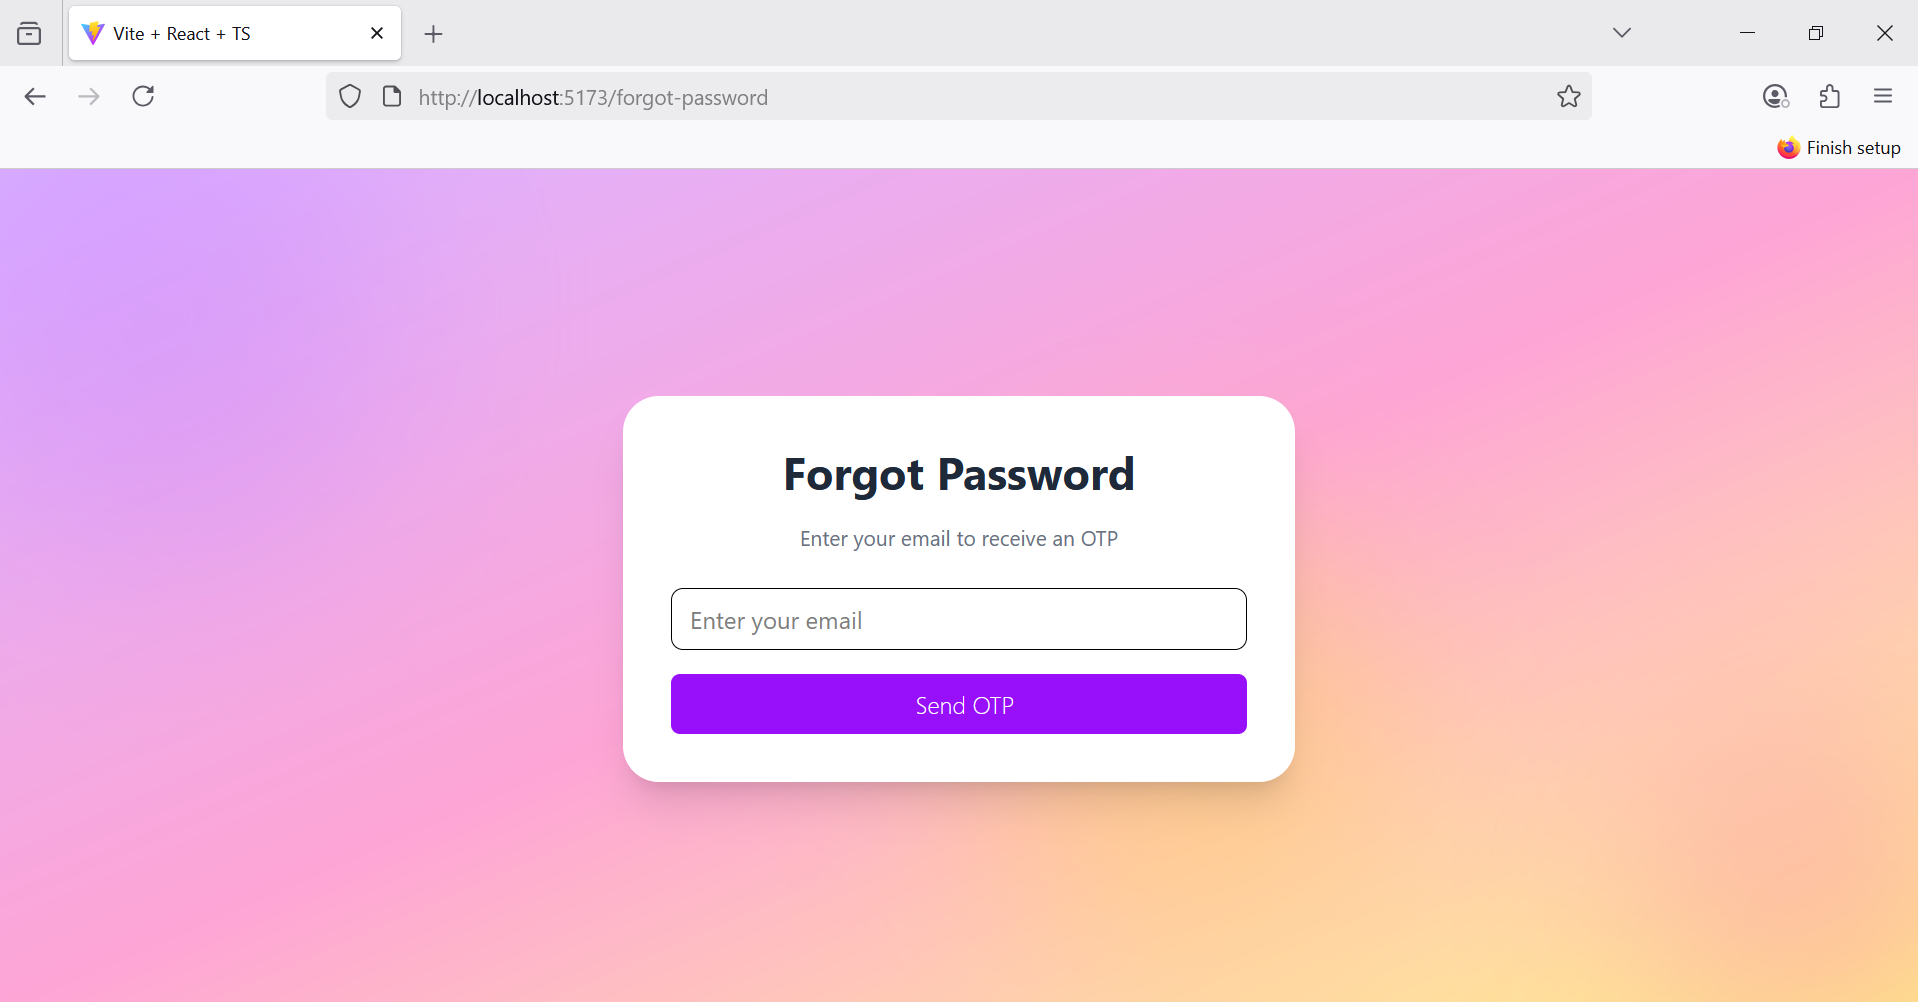 Vite + React + TS
http://localhost:5173/forgot-password
Finish setup
Forgot Password
Enter your email to receive an OTP
Enter your email
Send OTP